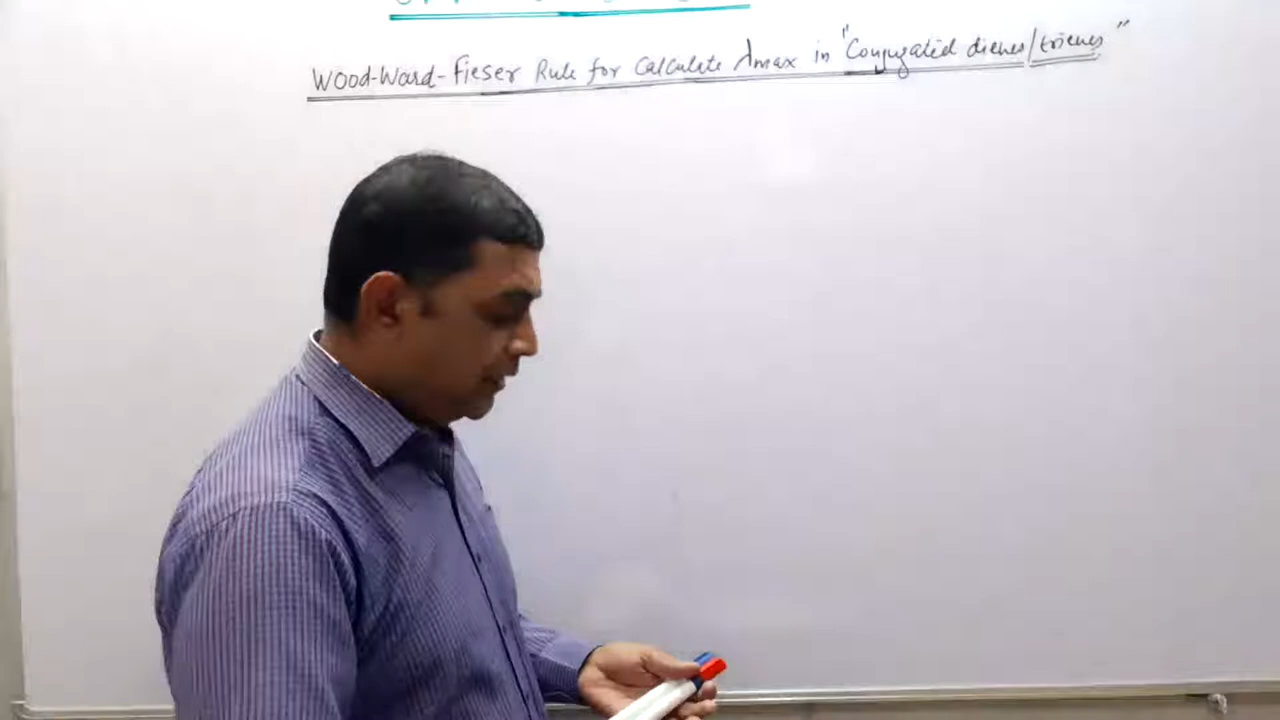 Wood-Ward-Fieser Rule for Calculate λmax in "Conjugated dienes/trienes"